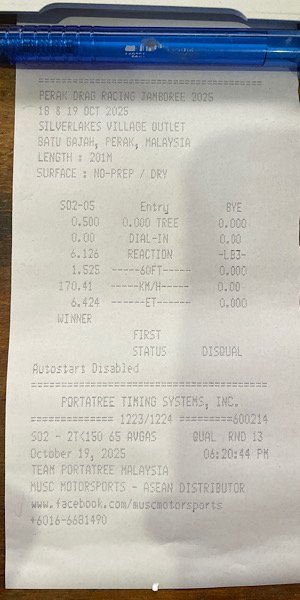 ==================================
PERAK DRAG RACING JAMBOREE 2025
18 & 19 OCT 2025
SILVERLAKES VILLAGE OUTLET
BATU GAJAH, PERAK, MALAYSIA
LENGTH : 201M
SURFACE : NO-PREP / DRY
S02-05 Entry BYE
0.500 0.000 TREE 0.000
0.00 DIAL-IN 0.00
6.126 REACTION -LB3-
1.525 ------60FT------ 0.000
170.41 ------KM/H------ 0.00
6.424 ------ET------ 0.000
WINNER
FIRST
STATUS DISQUAL
Autostart Disabled
==================================
PORTATREE TIMING SYSTEMS, INC.
============ 1223/1224 =========600214
S02 - 2TK150 65 AVGAS QUAL RND 13
October 19, 2025 06:20:44 PM
TEAM PORTATREE MALAYSIA
MUSC MOTORSPORTS - ASEAN DISTRIBUTOR
www.facebook.com/muscmotorsports
+6016-6681490